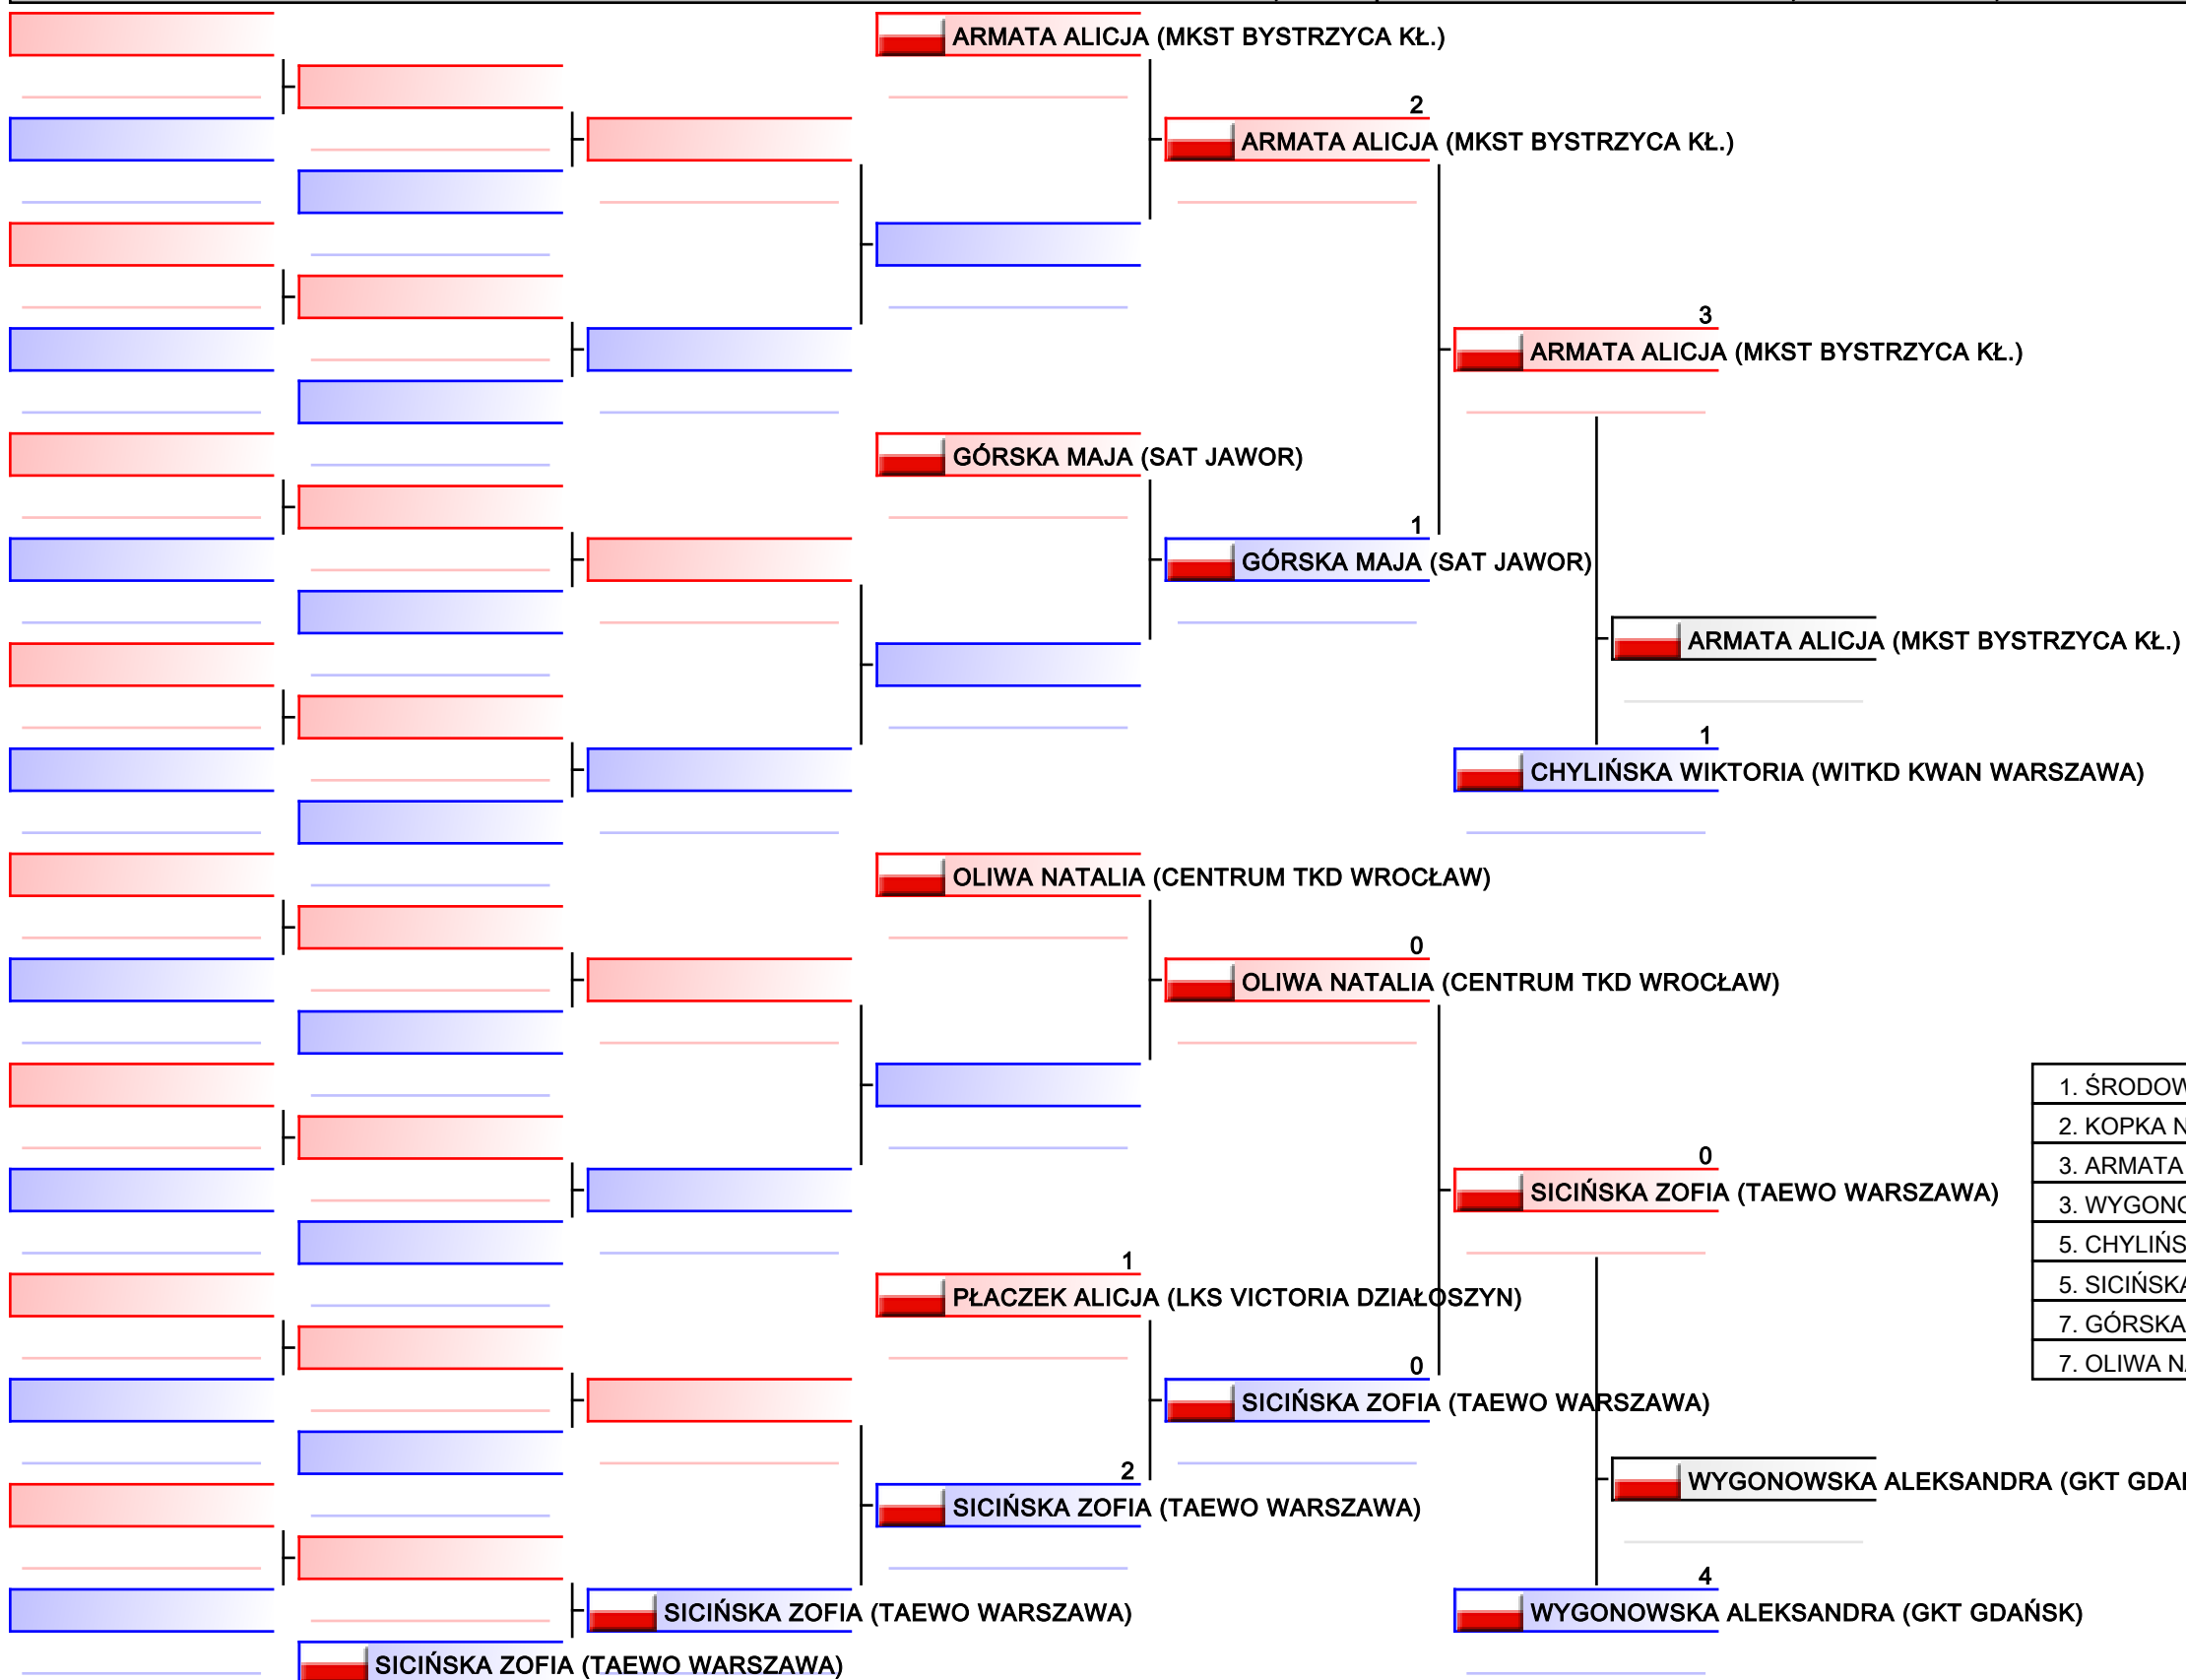 ARMATA ALICJA (MKST BYSTRZYCA KŁ.)
2
ARMATA ALICJA (MKST BYSTRZYCA KŁ.)
3
ARMATA ALICJA (MKST BYSTRZYCA KŁ.)
GÓRSKA MAJA (SAT JAWOR)
1
GÓRSKA MAJA (SAT JAWOR)
ARMATA ALICJA (MKST BYSTRZYCA KŁ.)
1
CHYLIŃSKA WIKTORIA (WITKD KWAN WARSZAWA)
OLIWA NATALIA (CENTRUM TKD WROCŁAW)
0
OLIWA NATALIA (CENTRUM TKD WROCŁAW)
0
SICIŃSKA ZOFIA (TAEWO WARSZAWA)
1
PŁACZEK ALICJA (LKS VICTORIA DZIAŁOSZYN)
0
SICIŃSKA ZOFIA (TAEWO WARSZAWA)
2
SICIŃSKA ZOFIA (TAEWO WARSZAWA)
WYGONOWSKA ALEKSANDRA (GKT GDA
4
WYGONOWSKA ALEKSANDRA (GKT GDAŃSK)
SICIŃSKA ZOFIA (TAEWO WARSZAWA)
SICIŃSKA ZOFIA (TAEWO WARSZAWA)
1. ŚRODOW
2. KOPKA N
3. ARMATA
3. WYGONO
5. CHYLIŃS
5. SICIŃSKA
7. GÓRSKA
7. OLIWA NA